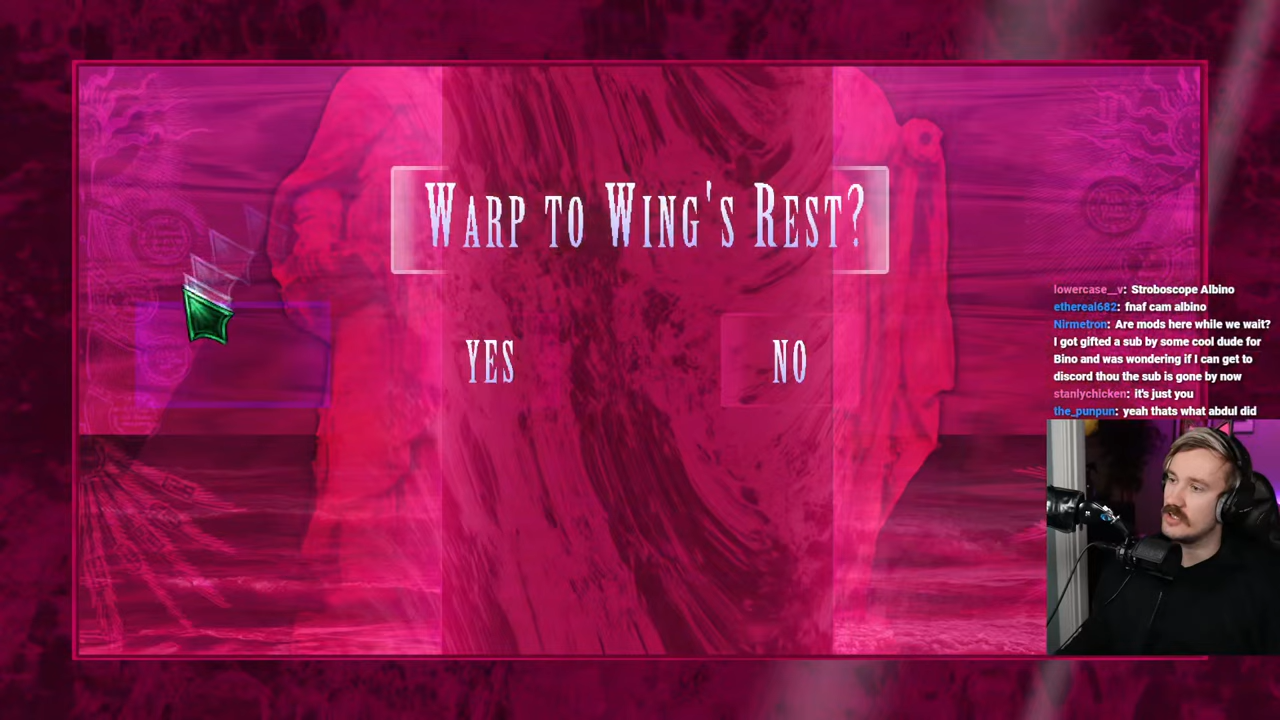 Warp to Wing's Rest?
YES
NO
lowercase__v: Stroboscope Albino
ethereal682: fnaf cam albino
Nirmetron: Are mods here while we wait?
I got gifted a sub by some cool dude for
Bino and was wondering if I can get to
discord thou the sub is gone by now
stanlychicken: it's just you
the_punpun: yeah thats what abdul did